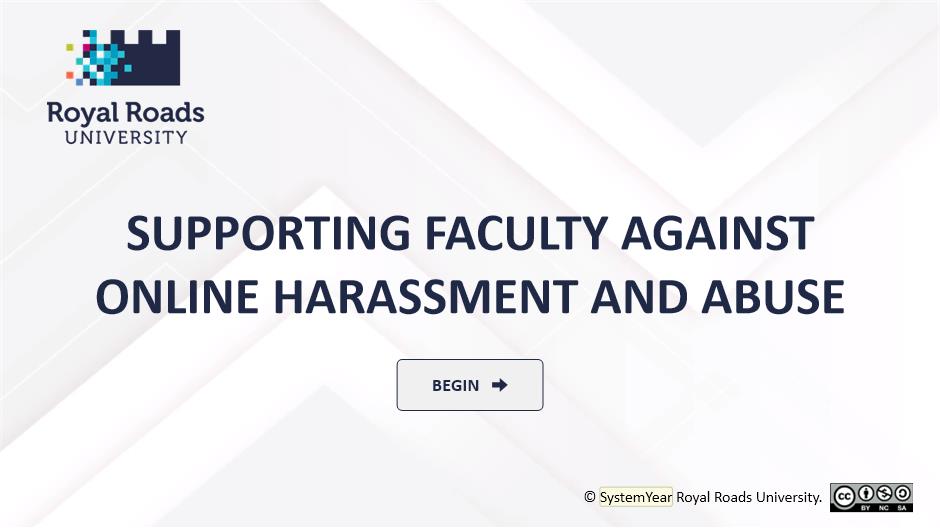 Royal Roads
UNIVERSITY
SUPPORTING FACULTY AGAINST
ONLINE HARASSMENT AND ABUSE
BEGIN
© SystemYear Royal Roads University.
cc
BY NC SA